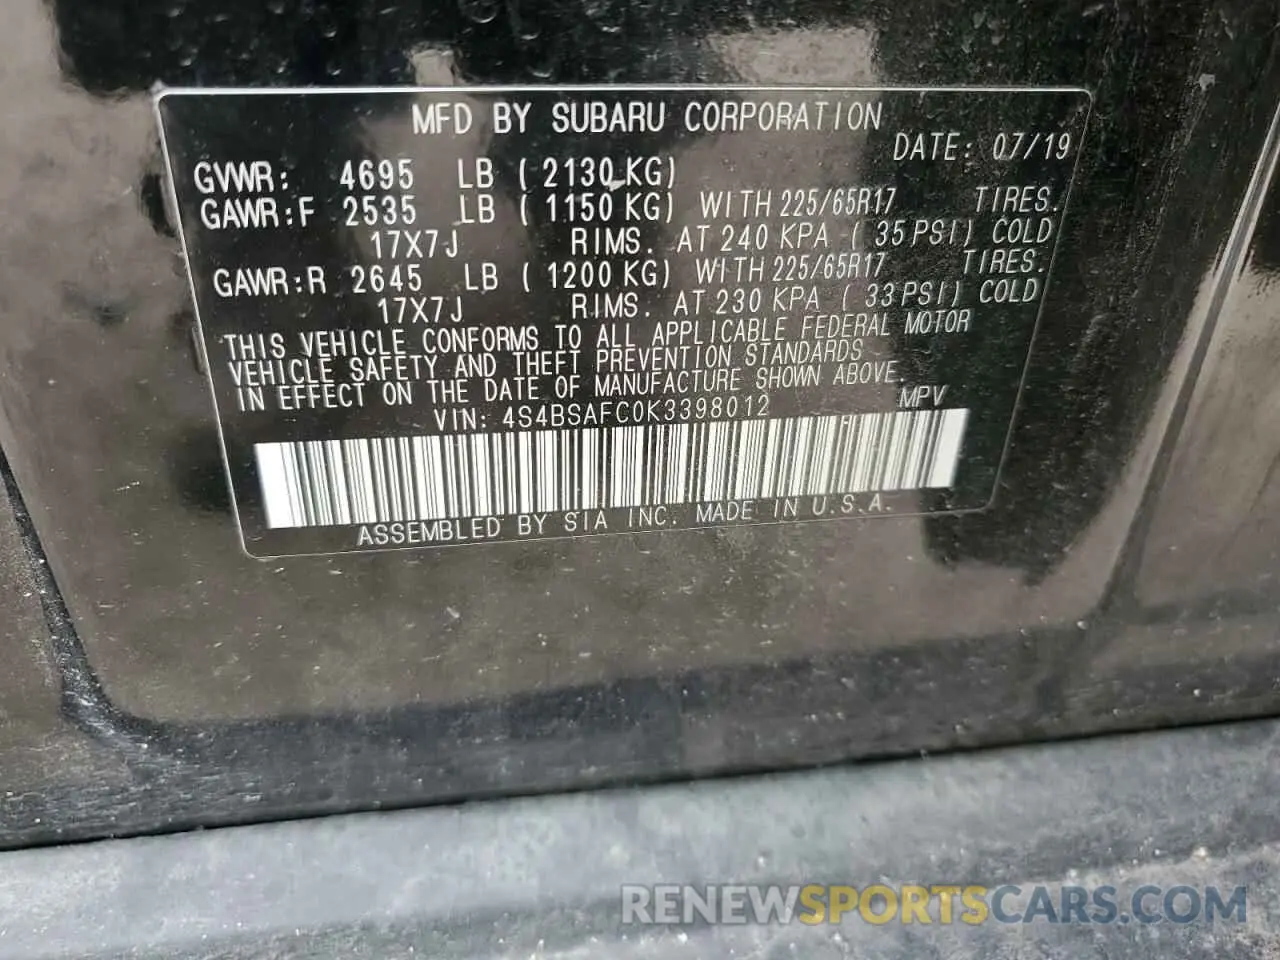 MFD BY SUBARU CORPORATION
DATE: 07/19
GVWR: 4695 LB (2130 KG)
GAWR:F 2535 LB (1150 KG) WITH 225/65R17 TIRES.
17X7J RIMS. AT 240 KPA (35 PSI) COLD
GAWR:R 2645 LB (1200 KG) WITH 225/65R17 TIRES.
17X7J RIMS. AT 230 KPA (33 PSI) COLD
THIS VEHICLE CONFORMS TO ALL APPLICABLE FEDERAL MOTOR
VEHICLE SAFETY AND THEFT PREVENTION STANDARDS
IN EFFECT ON THE DATE OF MANUFACTURE SHOWN ABOVE.
VIN: 4S4BSAFC0K3398012 MPV
ASSEMBLED BY SIA INC. MADE IN U.S.A.
RENEWSPORTSCARS.COM